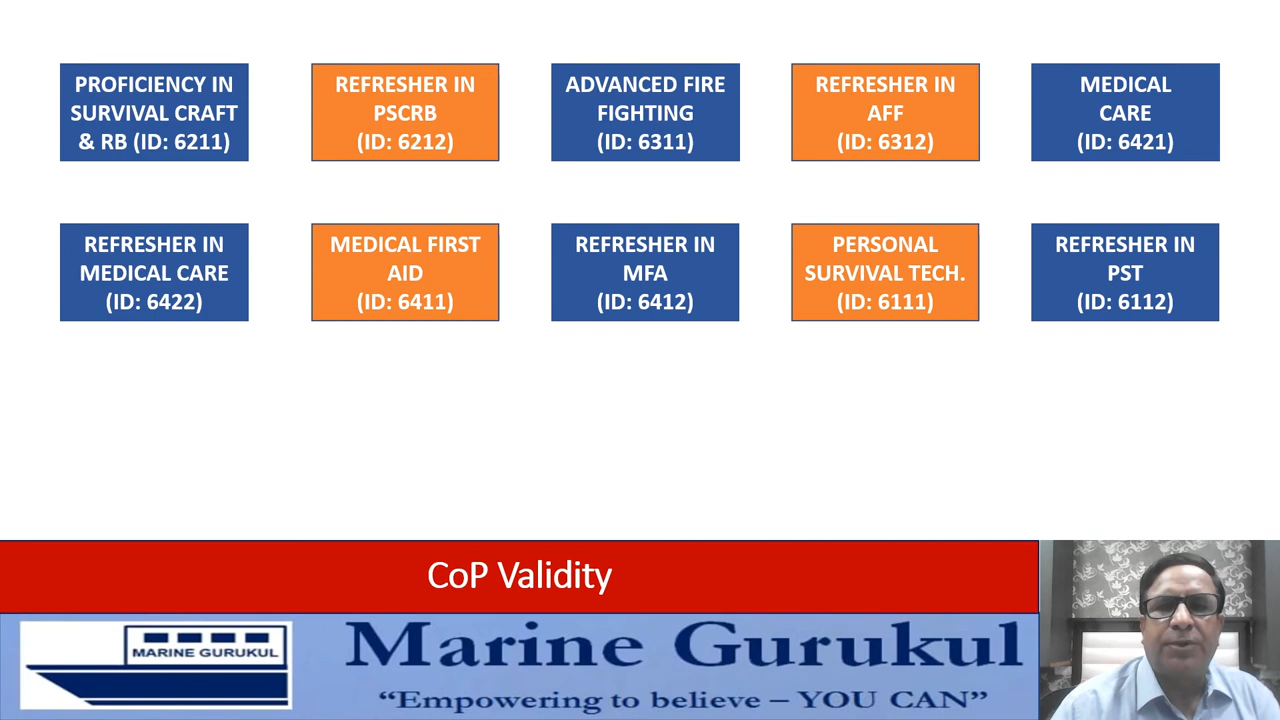 PROFICIENCY IN
SURVIVAL CRAFT
& RB (ID: 6211)
REFRESHER IN
PSCRB
(ID: 6212)
ADVANCED FIRE
FIGHTING
(ID: 6311)
REFRESHER IN
AFF
(ID: 6312)
MEDICAL
CARE
(ID: 6421)
REFRESHER IN
MEDICAL CARE
(ID: 6422)
MEDICAL FIRST
AID
(ID: 6411)
REFRESHER IN
MFA
(ID: 6412)
PERSONAL
SURVIVAL TECH.
(ID: 6111)
REFRESHER IN
PST
(ID: 6112)
CoP Validity
MARINE GURUKUL
Marine Gurukul
“Empowering to believe – YOU CAN”